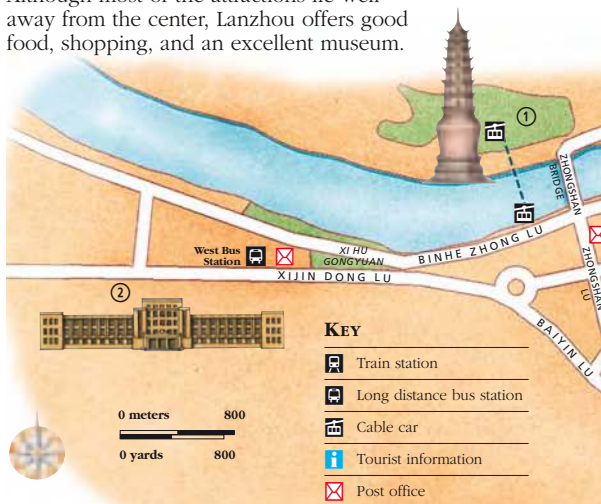 away from the center, Lanzhou offers good
food, shopping, and an excellent museum.
1
ZHONGSHAN
BRIDGE
West Bus
Station
XI HU
GONGYUAN
BINHE ZHONG LU
XIJIN DONG LU
ZHONGSHAN
LU
2
BAIYIN LU
KEY
Train station
Long distance bus station
Cable car
Tourist information
Post office
0 meters 800
0 yards 800